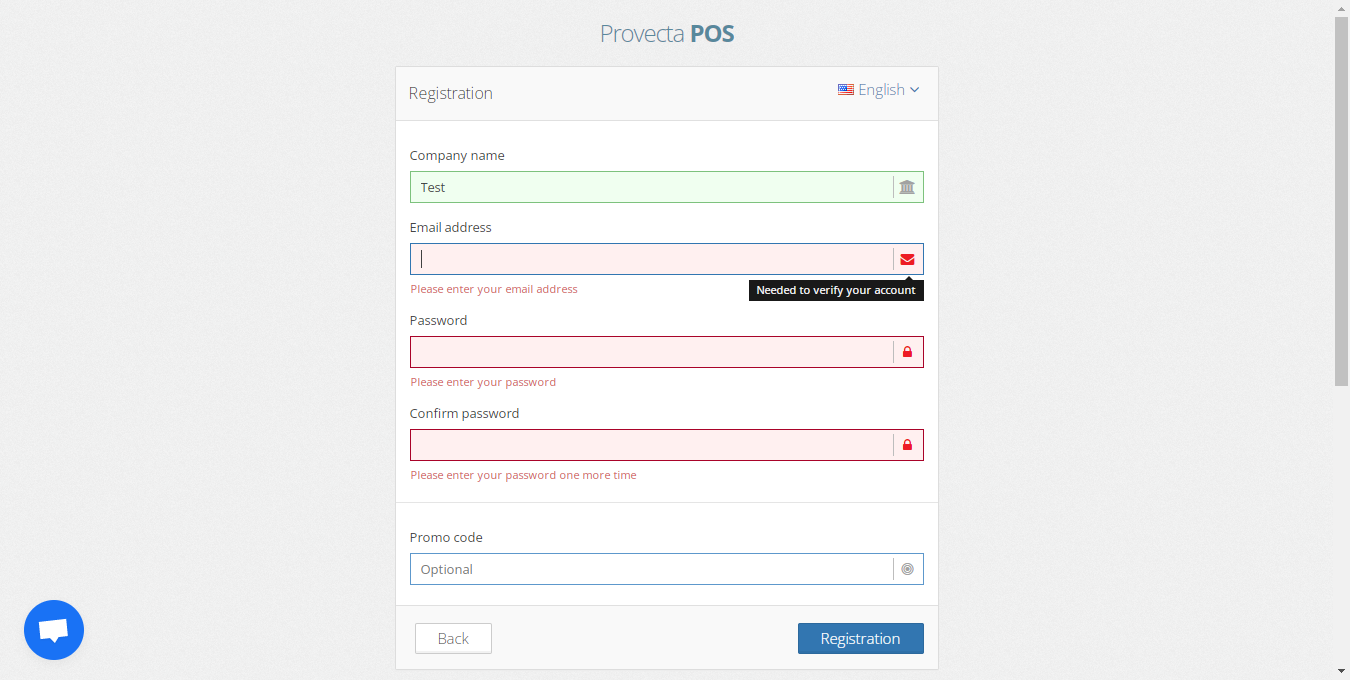 Provecta POS
Registration
English
Company name
Test
Email address
Please enter your email address
Needed to verify your account
Password
Please enter your password
Confirm password
Please enter your password one more time
Promo code
Optional
Back
Registration